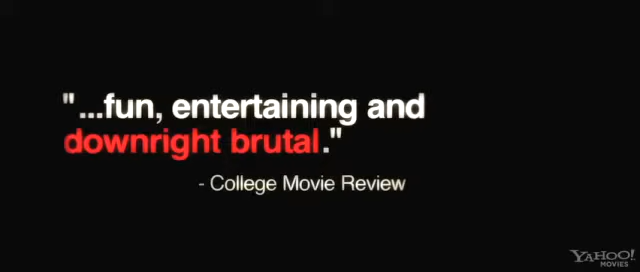 "...fun, entertaining and
downright brutal."
- College Movie Review
YAHOO!
MOVIES